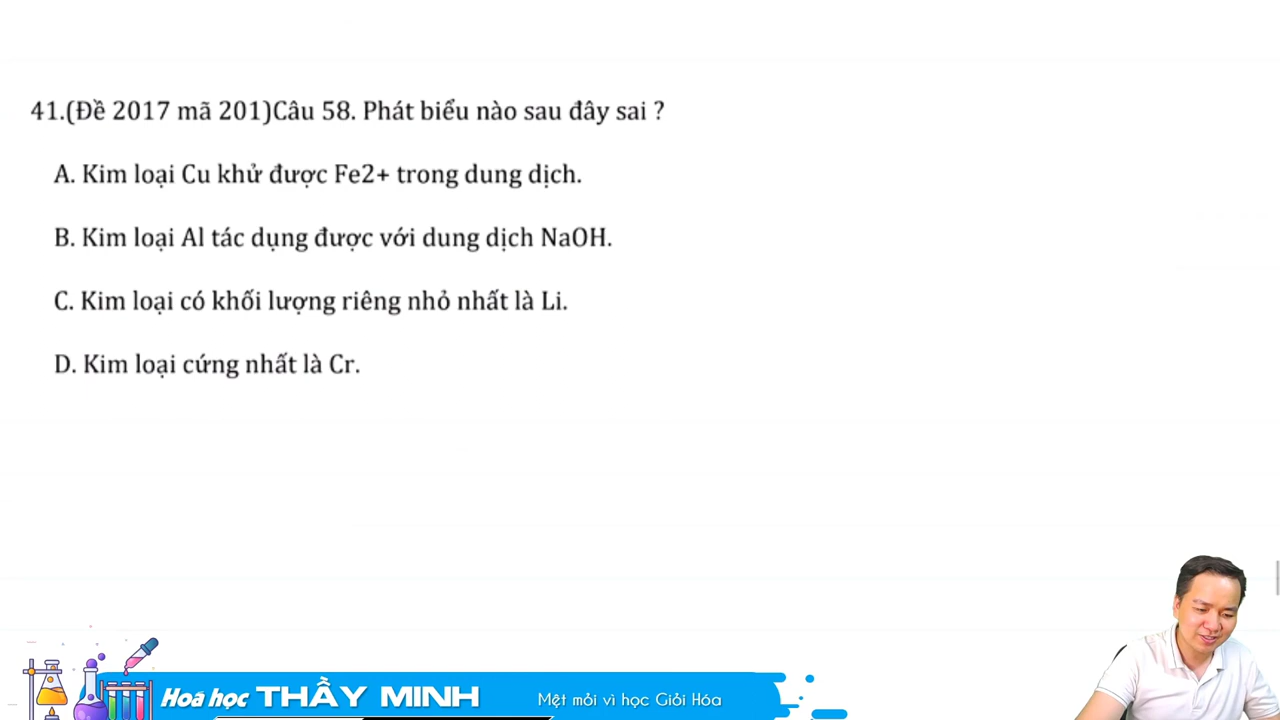 41.(Đề 2017 mã 201)Câu 58. Phát biểu nào sau đây sai ?
A. Kim loại Cu khử được Fe2+ trong dung dịch.
B. Kim loại Al tác dụng được với dung dịch NaOH.
C. Kim loại có khối lượng riêng nhỏ nhất là Li.
D. Kim loại cứng nhất là Cr.
Hoá học THẦY MINH Mệt mỏi vì học Giỏi Hóa